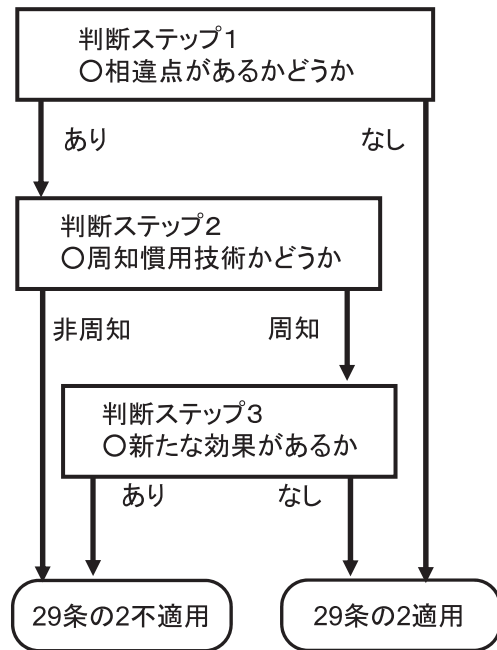 判断ステップ1
○相違点があるかどうか
あり
なし
判断ステップ2
○周知慣用技術かどうか
非周知
周知
判断ステップ3
○新たな効果があるか
あり
なし
29条の2不適用
29条の2適用